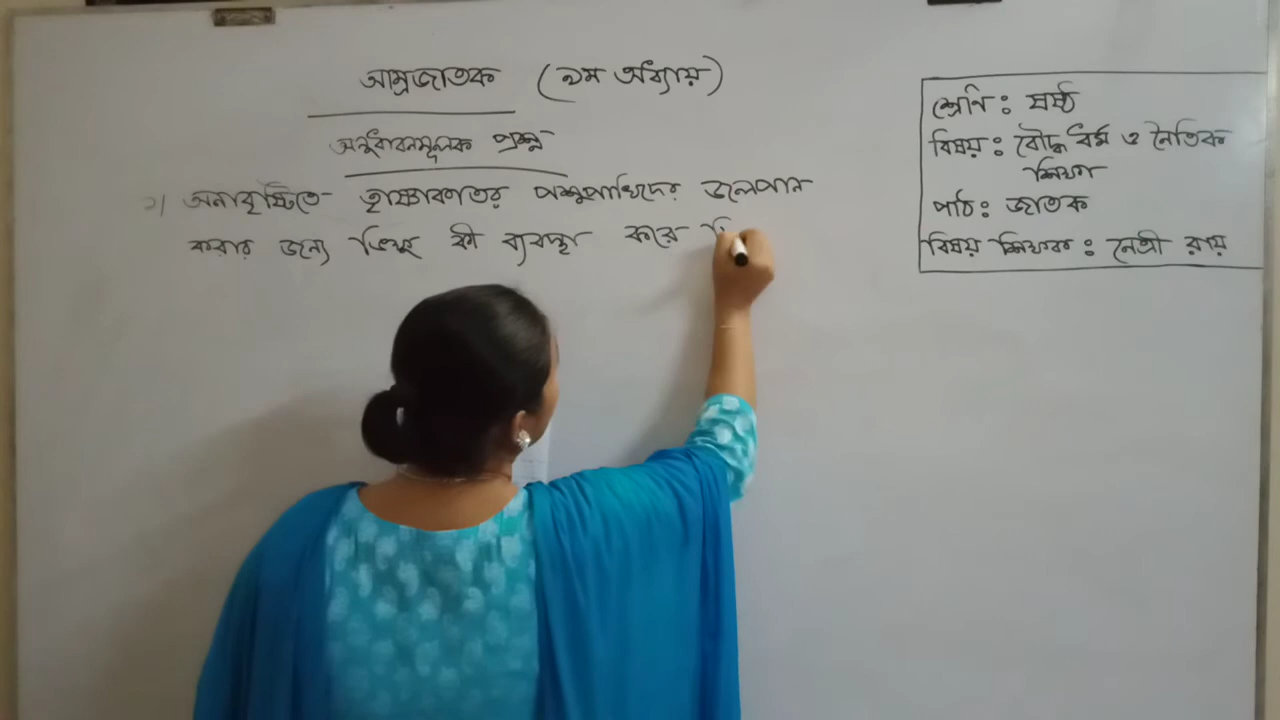 আম্রজাতক (৯ম অধ্যায়)
অনুধাবনমূলক প্রশ্ন
১। অনাবৃষ্টিতে তৃষ্ণাকাতর পশুপাখিদের জলপান
করার জন্য ভিক্ষু কী ব্যবস্থা করে
শ্রেণি : ষষ্ঠ
বিষয় : বৌদ্ধ ধর্ম ও নৈতিক
শিক্ষা
পাঠ : জাতক
বিষয় শিক্ষক : নেত্রী রায়